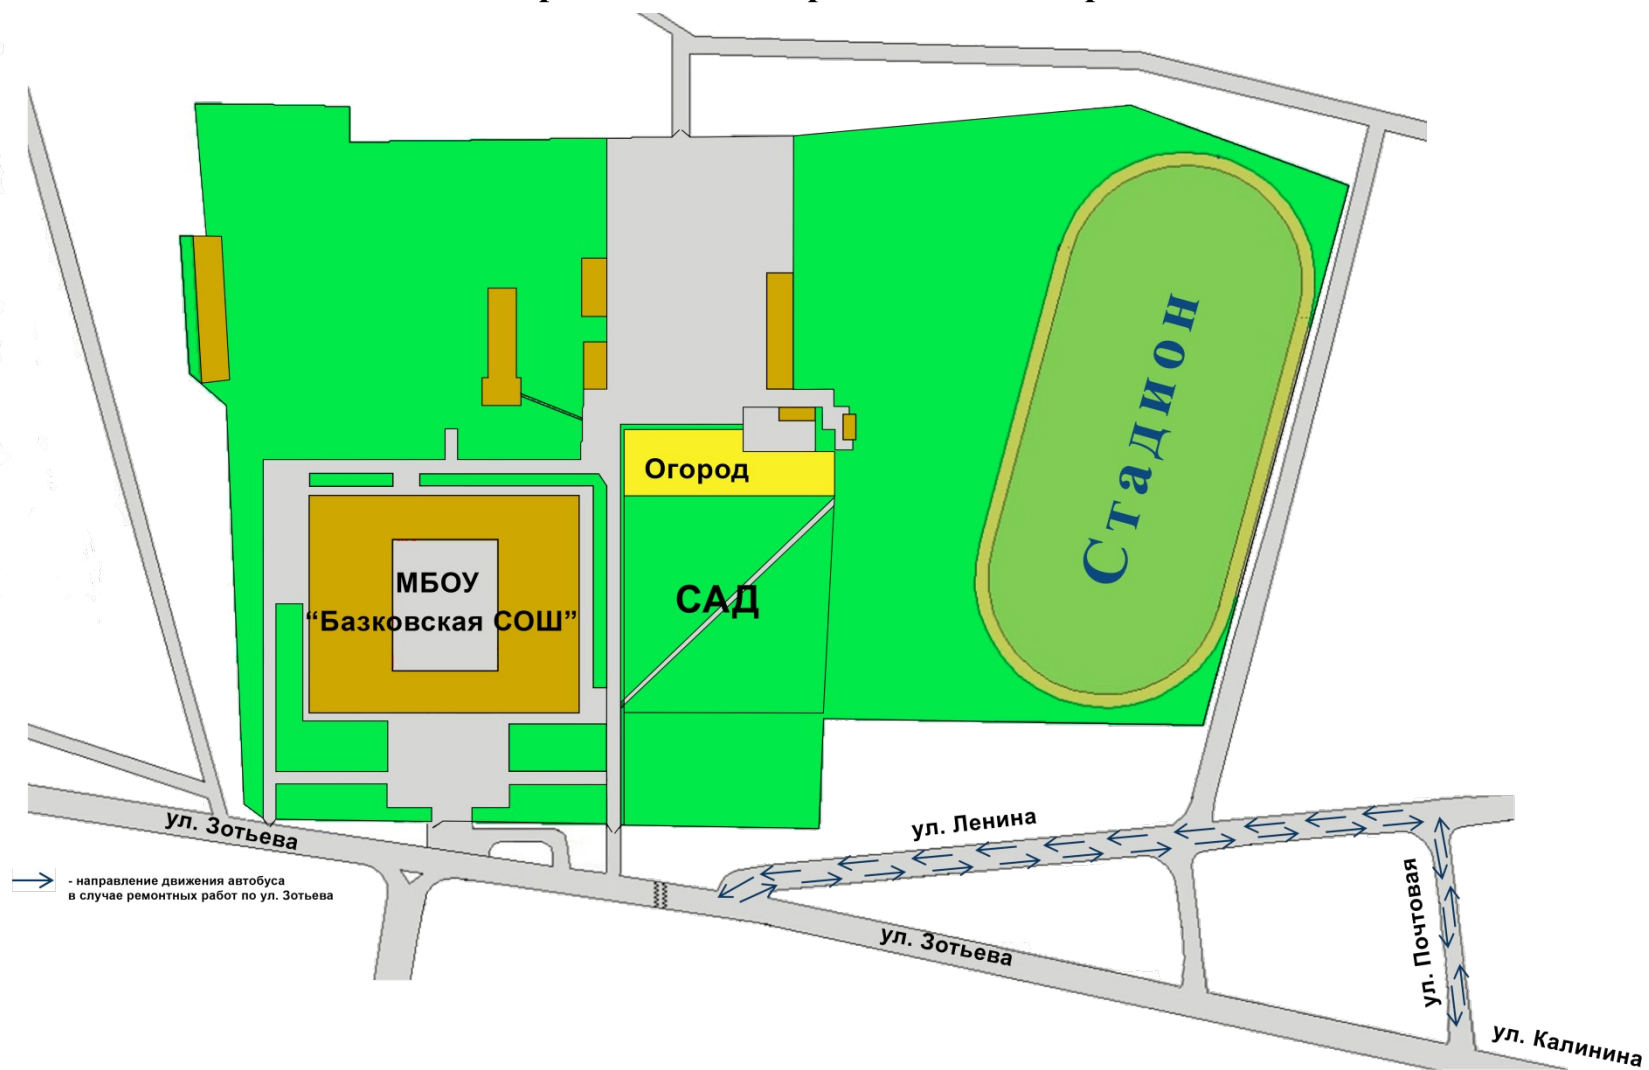 Стадион
Огород
МБОУ
“Базковская СОШ”
САД
ул. Зотьева
ул. Ленина
- направление движения автобуса
в случае ремонтных работ по ул. Зотьева
ул. Зотьева
ул. Почтовая
ул. Калинина